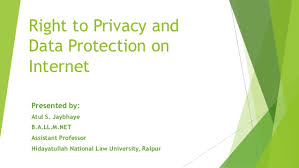 Right to Privacy and
Data Protection on
Internet
Presented by:
Atul S. Jaybhaye
B.A.LL.M.NET
Assistant Professor
Hidayatullah National Law University, Raipur